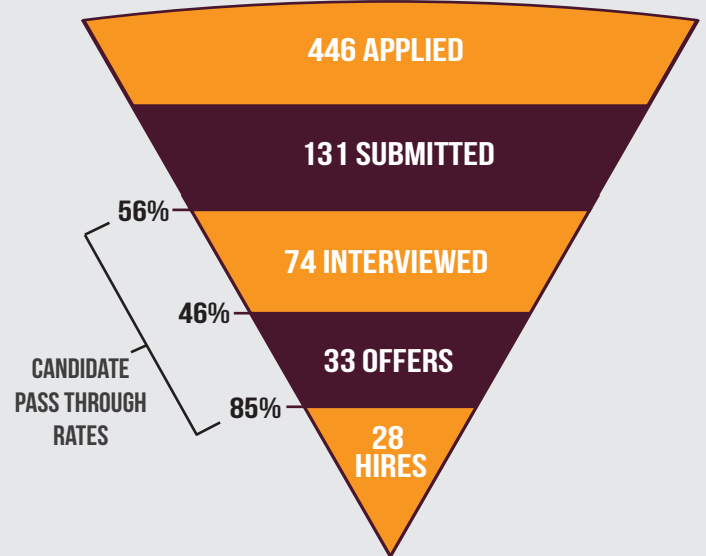 446 APPLIED
131 SUBMITTED
56%
74 INTERVIEWED
46%
33 OFFERS
CANDIDATE
PASS THROUGH
RATES
85%
28
HIRES